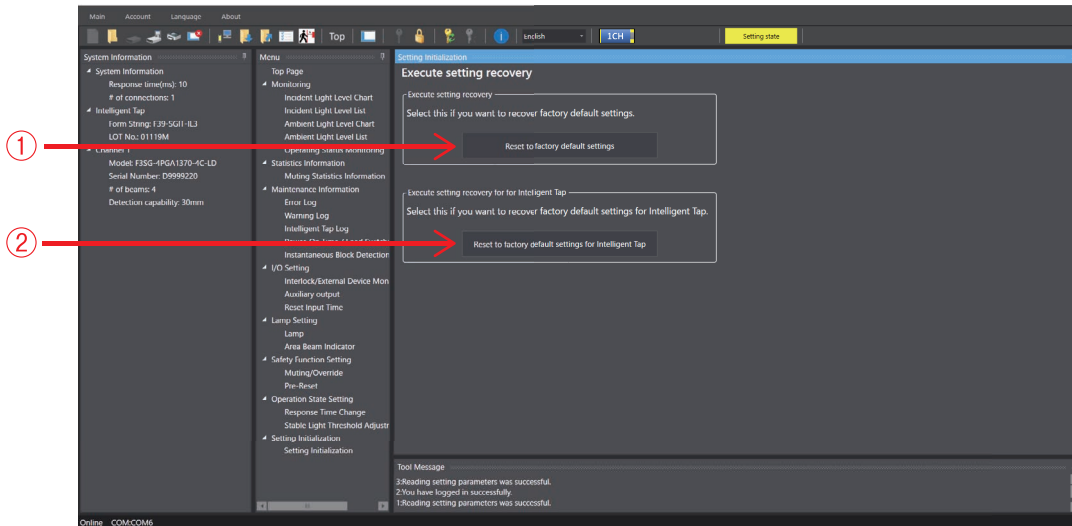 Main Account Language About
Top English 1CH Setting state
System Information
System Information
Response time(ms): 10
# of connections: 1
Intelligent Tap
Form String: F39-SGIT-IL3
LOT No.: 01119M
Channel 1
Model: F3SG-4PGA1370-4C-LD
Serial Number: D9999220
# of beams: 4
Detection capability: 30mm
Menu
Top Page
Monitoring
Incident Light Level Chart
Incident Light Level List
Ambient Light Level Chart
Ambient Light Level List
Operating Status Monitoring
Statistics Information
Muting Statistics Information
Maintenance Information
Error Log
Warning Log
Intelligent Tap Log
Power-On Time / Load Switch
Instantaneous Block Detection
I/O Setting
Interlock/External Device Mon
Auxiliary output
Reset Input Time
Lamp Setting
Lamp
Area Beam Indicator
Safety Function Setting
Muting/Override
Pre-Reset
Operation State Setting
Response Time Change
Stable Light Threshold Adjustr
Setting Initialization
Setting Initialization
Setting Initialization
Execute setting recovery
Execute setting recovery
Select this if you want to recover factory default settings.
① Reset to factory default settings
Execute setting recovery for for Intelligent Tap
Select this if you want to recover factory default settings for Intelligent Tap.
② Reset to factory default settings for Intelligent Tap
Tool Message
3:Reading setting parameters was successful.
2:You have logged in successfully.
1:Reading setting parameters was successful.
Online COM:COM6